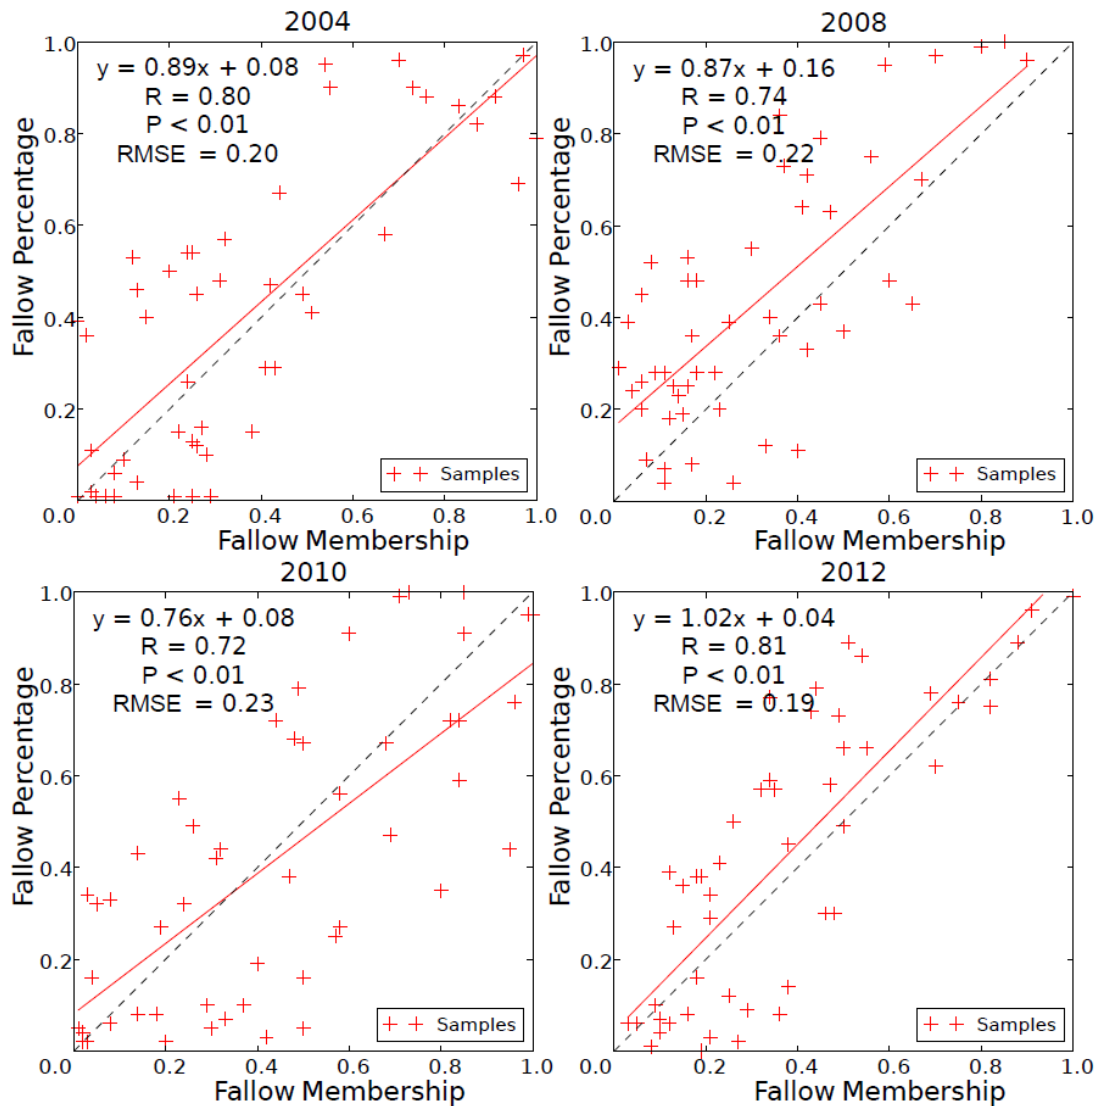 2004
1.0
y = 0.89x + 0.08
R = 0.80
P < 0.01
RMSE = 0.20
0.8
0.6
0.4
0.2
Fallow Percentage
Samples
0.0
0.2
0.4
0.6
0.8
1.0
Fallow Membership
2008
1.0
y = 0.87x + 0.16
R = 0.74
P < 0.01
RMSE = 0.22
0.8
0.6
0.4
0.2
Fallow Percentage
Samples
0.0
0.2
0.4
0.6
0.8
1.0
Fallow Membership
2010
1.0
y = 0.76x + 0.08
R = 0.72
P < 0.01
RMSE = 0.23
0.8
0.6
0.4
0.2
Fallow Percentage
Samples
0.0
0.2
0.4
0.6
0.8
1.0
Fallow Membership
2012
1.0
y = 1.02x + 0.04
R = 0.81
P < 0.01
RMSE = 0.19
0.8
0.6
0.4
0.2
Fallow Percentage
Samples
0.0
0.2
0.4
0.6
0.8
1.0
Fallow Membership